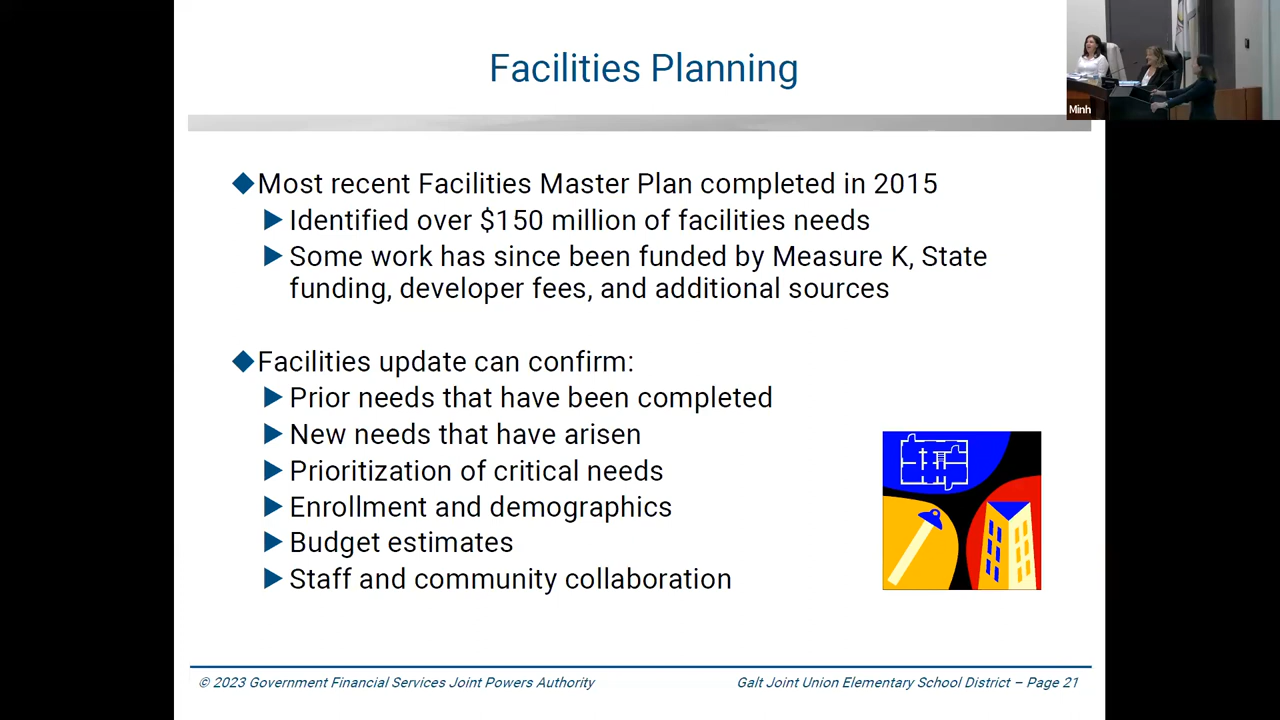 Facilities Planning
Minh
Most recent Facilities Master Plan completed in 2015
Identified over $150 million of facilities needs
Some work has since been funded by Measure K, State
funding, developer fees, and additional sources
Facilities update can confirm:
Prior needs that have been completed
New needs that have arisen
Prioritization of critical needs
Enrollment and demographics
Budget estimates
Staff and community collaboration
© 2023 Government Financial Services Joint Powers Authority
Galt Joint Union Elementary School District – Page 21